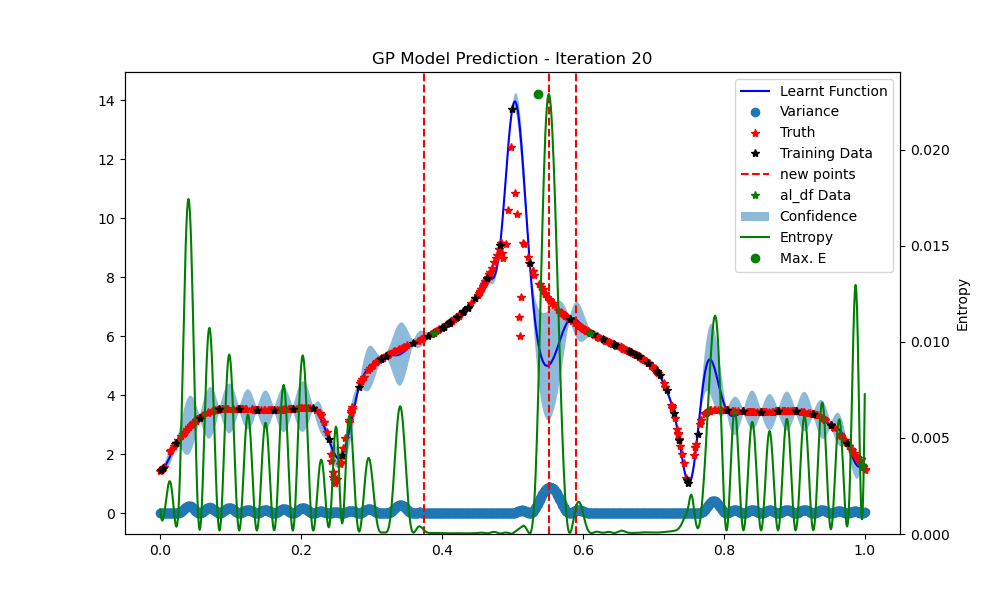 GP Model Prediction - Iteration 20
14
12
10
8
6
4
2
0
0.0
0.2
0.4
0.6
0.8
1.0
0.020
0.015
0.010
0.005
0.000
Entropy
Learnt Function
Variance
Truth
Training Data
new points
al_df Data
Confidence
Entropy
Max. E